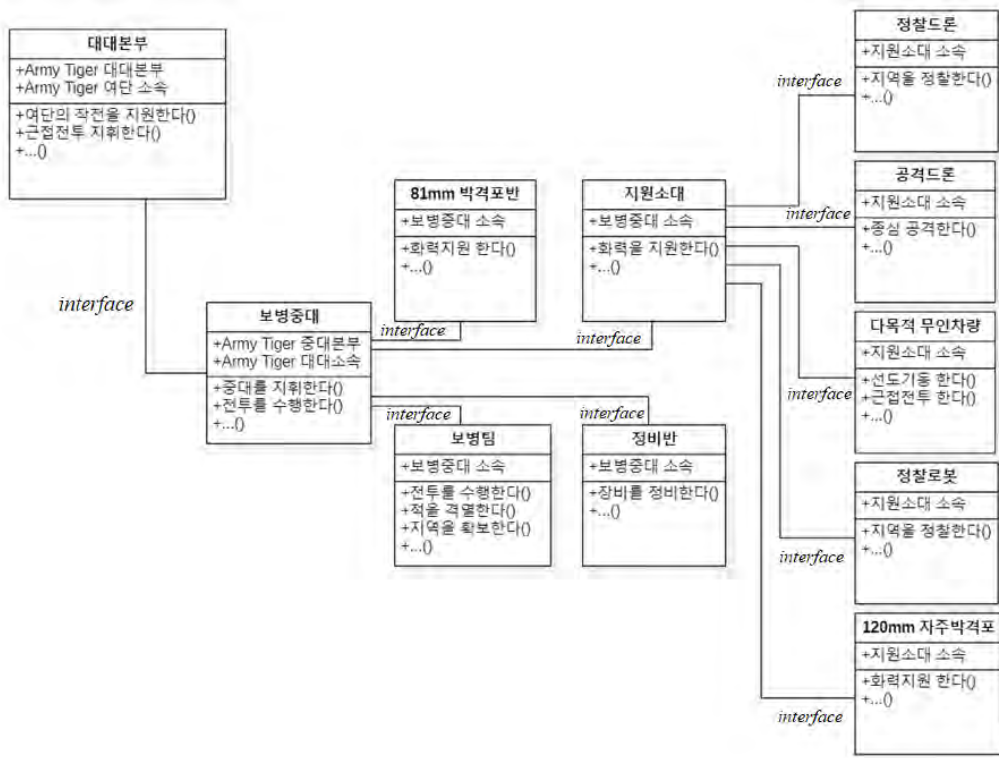 대대본부
+Army Tiger 대대본부
+Army Tiger 여단 소속
+여단의 작전을 지원한다()
+근접전투 지휘한다()
+...()
interface
보병중대
+Army Tiger 중대본부
+Army Tiger 대대소속
+중대를 지휘한다()
+전투를 수행한다()
+...()
81mm 박격포반
+보병중대 소속
+화력지원 한다()
+...()
interface
지원소대
+보병중대 소속
+화력을 지원한다()
+...()
interface
interface
보병팀
+보병중대 소속
+전투를 수행한다()
+적을 격멸한다()
+지역을 확보한다()
+...()
interface
정비반
+보병중대 소속
+장비를 정비한다()
+...()
interface
정찰드론
+지원소대 소속
+지역을 정찰한다()
+...()
interface
공격드론
+지원소대 소속
+종심 공격한다()
+...()
interface
다목적 무인차량
+지원소대 소속
+선도기동 한다()
+근접전투 한다()
+...()
interface
정찰로봇
+지원소대 소속
+지역을 정찰한다()
+...()
interface
120mm 자주박격포
+지원소대 소속
+화력지원 한다()
+...()